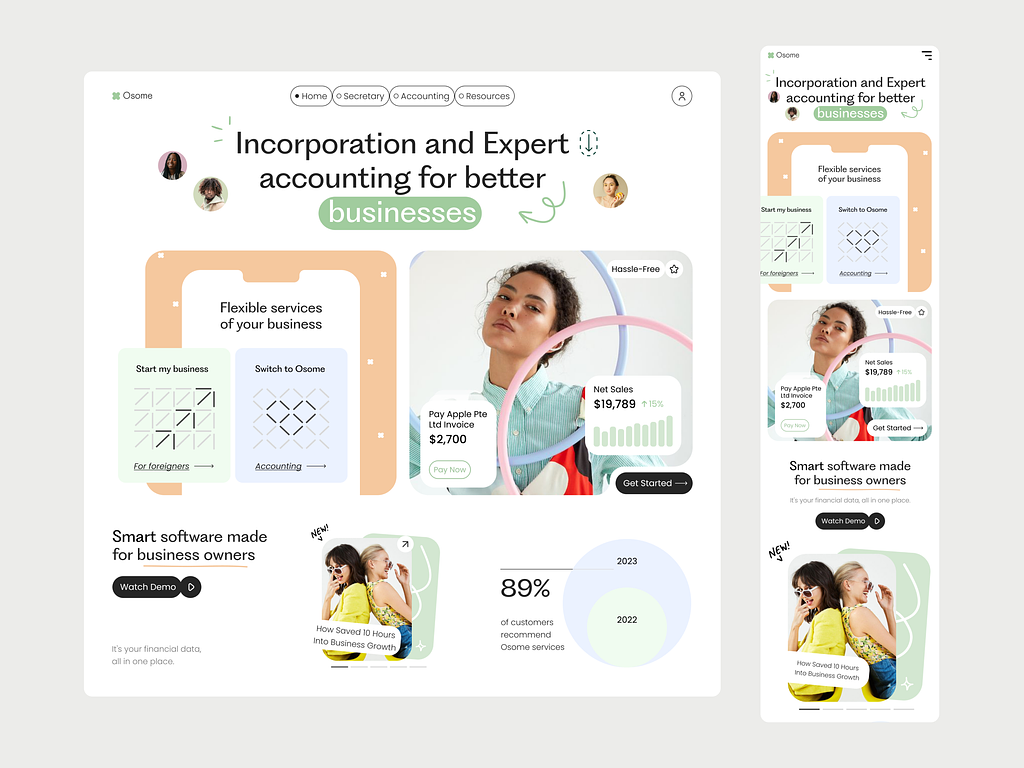 Osome
Home
Secretary
Accounting
Resources
Incorporation and Expert
accounting for better
businesses
Flexible services
of your business
Start my business
For foreigners
Switch to Osome
Accounting
Hassle-Free
Net Sales
$19,789 ↑15%
Pay Apple Pte
Ltd Invoice
$2,700
Pay Now
Get Started
Smart software made
for business owners
Watch Demo
It's your financial data,
all in one place.
NEW!
How Saved 10 Hours
Into Business Growth
89%
of customers
recommend
Osome services
2023
2022
Osome
Incorporation and Expert
accounting for better
businesses
Flexible services
of your business
Start my business
For foreigners
Switch to Osome
Accounting
Hassle-Free
Net Sales
$19,789 ↑15%
Pay Apple Pte
Ltd Invoice
$2,700
Pay Now
Get Started
Smart software made
for business owners
It's your financial data, all in one place.
Watch Demo
NEW!
How Saved 10 Hours
Into Business Growth